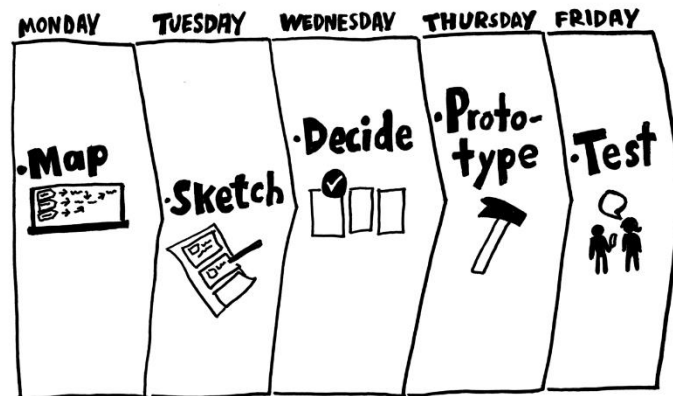 MONDAY
TUESDAY
WEDNESDAY
THURSDAY
FRIDAY
·Map
·Sketch
·Decide
·Proto-
type
·Test